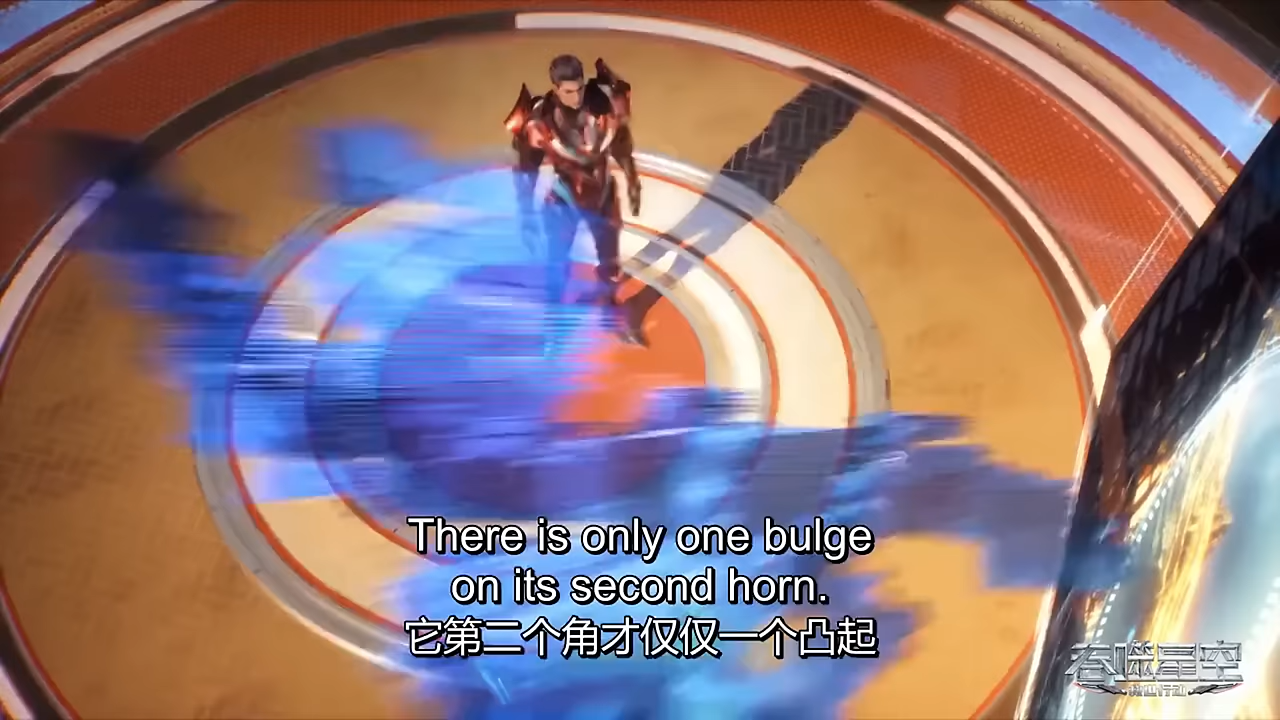 There is only one bulge
on its second horn.
它第二个角才仅仅一个凸起
吞噬星空